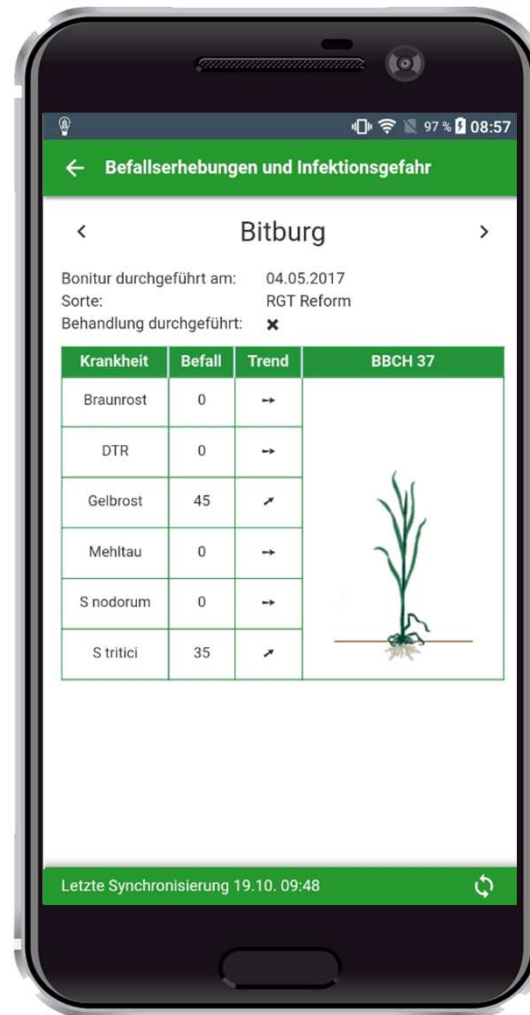 97 % 08:57
Befallserhebungen und Infektionsgefahr
Bitburg
Bonitur durchgeführt am: 04.05.2017
Sorte: RGT Reform
Behandlung durchgeführt:
Krankheit Befall Trend BBCH 37
Braunrost 0
DTR 0
Gelbrost 45
Mehltau 0
S nodorum 0
S tritici 35
Letzte Synchronisierung 19.10. 09:48